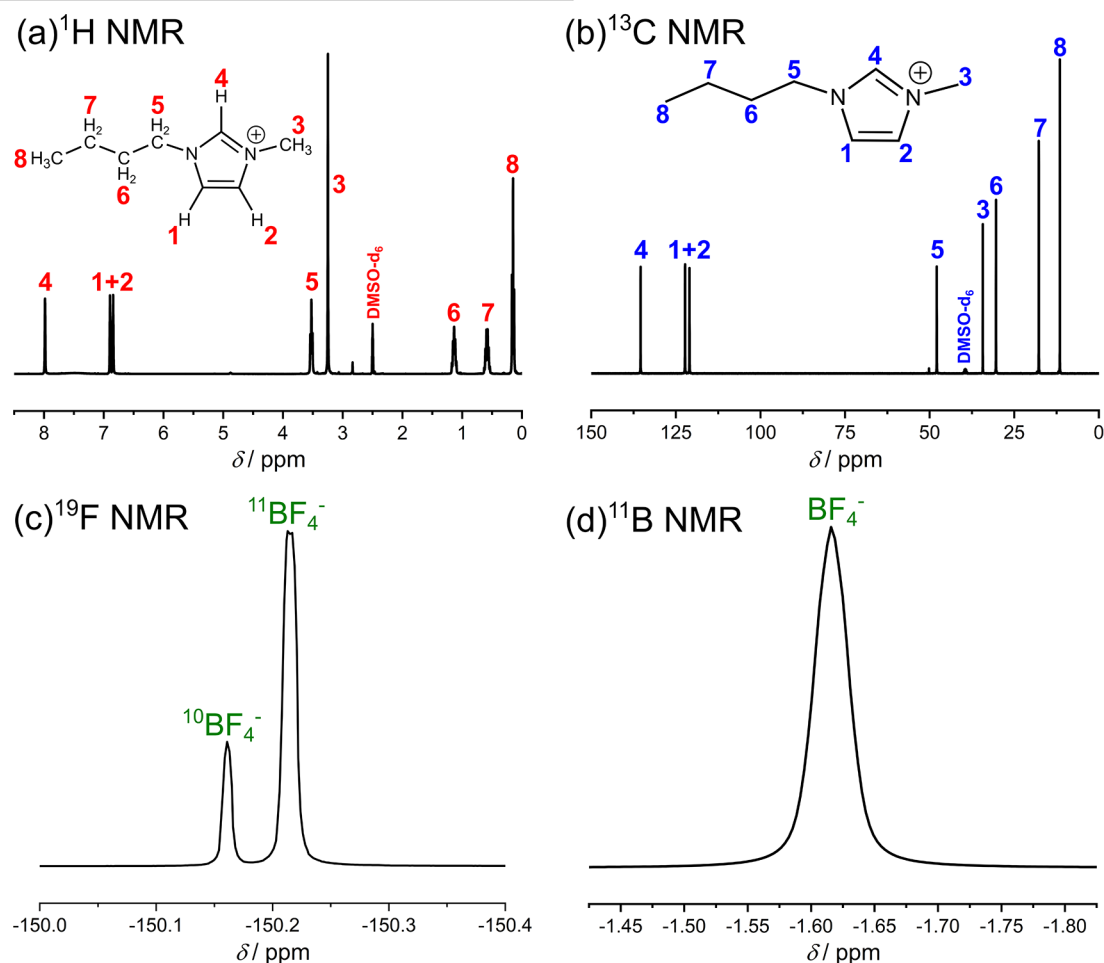 (a)¹H NMR
4
H
7
H₂
C
5
H₂
C
8
H₃C
C
H₂
6
N
N
⊕
3
CH₃
H
1
H
2
4
1+2
5
3
DMSO-d₆
6
7
8
8 7 6 5 4 3 2 1 0
δ / ppm
(b)¹³C NMR
8
7
6
5
4
N
N
⊕
3
1
2
4
1+2
5
DMSO-d₆
3
6
7
8
150 125 100 75 50 25 0
δ / ppm
(c)¹⁹F NMR
¹⁰BF₄⁻
¹¹BF₄⁻
-150.0 -150.1 -150.2 -150.3 -150.4
δ / ppm
(d)¹¹B NMR
BF₄⁻
-1.45 -1.50 -1.55 -1.60 -1.65 -1.70 -1.75 -1.80
δ / ppm